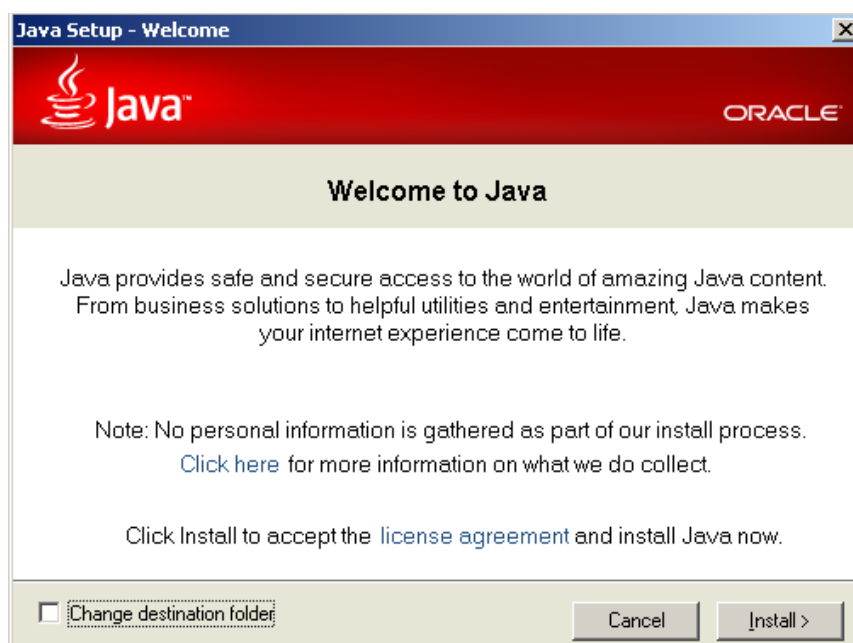 Java Setup - Welcome
Java™
ORACLE
Welcome to Java
Java provides safe and secure access to the world of amazing Java content.
From business solutions to helpful utilities and entertainment, Java makes
your internet experience come to life.
Note: No personal information is gathered as part of our install process.
Click here for more information on what we do collect.
Click Install to accept the license agreement and install Java now.
Change destination folder
Cancel
Install >